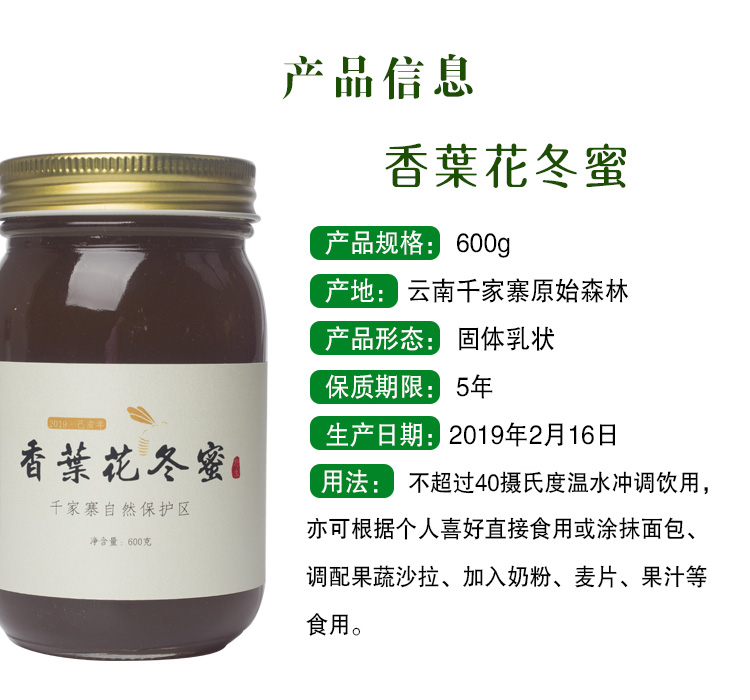 产品信息
香葉花冬蜜
产品规格: 600g
产地: 云南千家寨原始森林
产品形态: 固体乳状
保质期限: 5年
生产日期: 2019年2月16日
用法: 不超过40摄氏度温水冲调饮用,
亦可根据个人喜好直接食用或涂抹面包、
调配果蔬沙拉、加入奶粉、麦片、果汁等
食用。
香葉花冬蜜
千家寨自然保护区
净含量: 600克